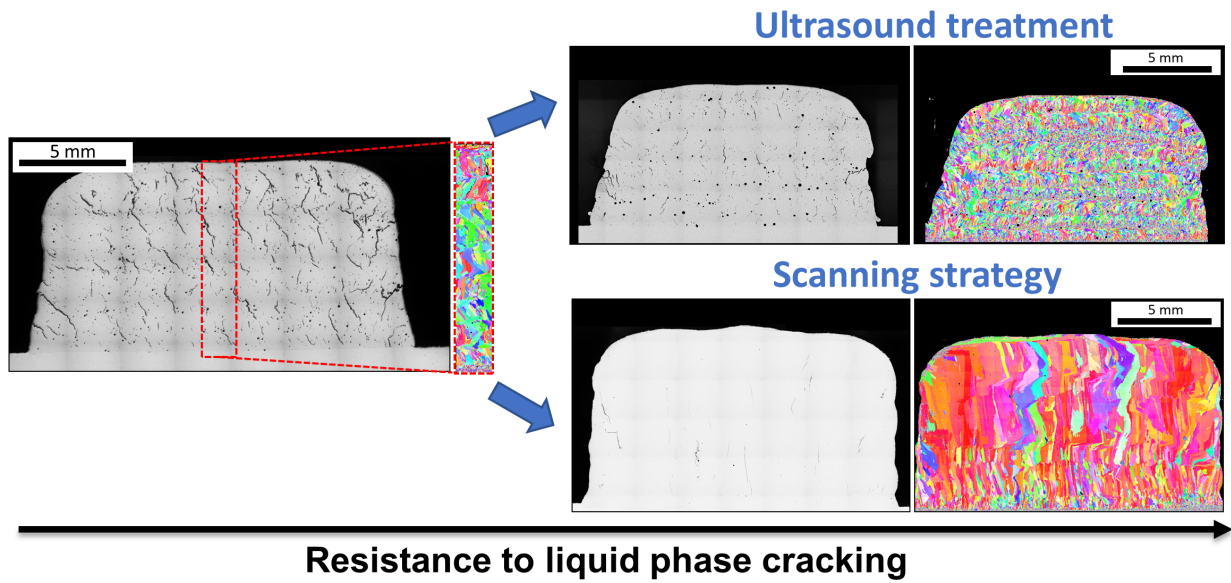 Ultrasound treatment
5 mm
5 mm
Scanning strategy
5 mm
Resistance to liquid phase cracking